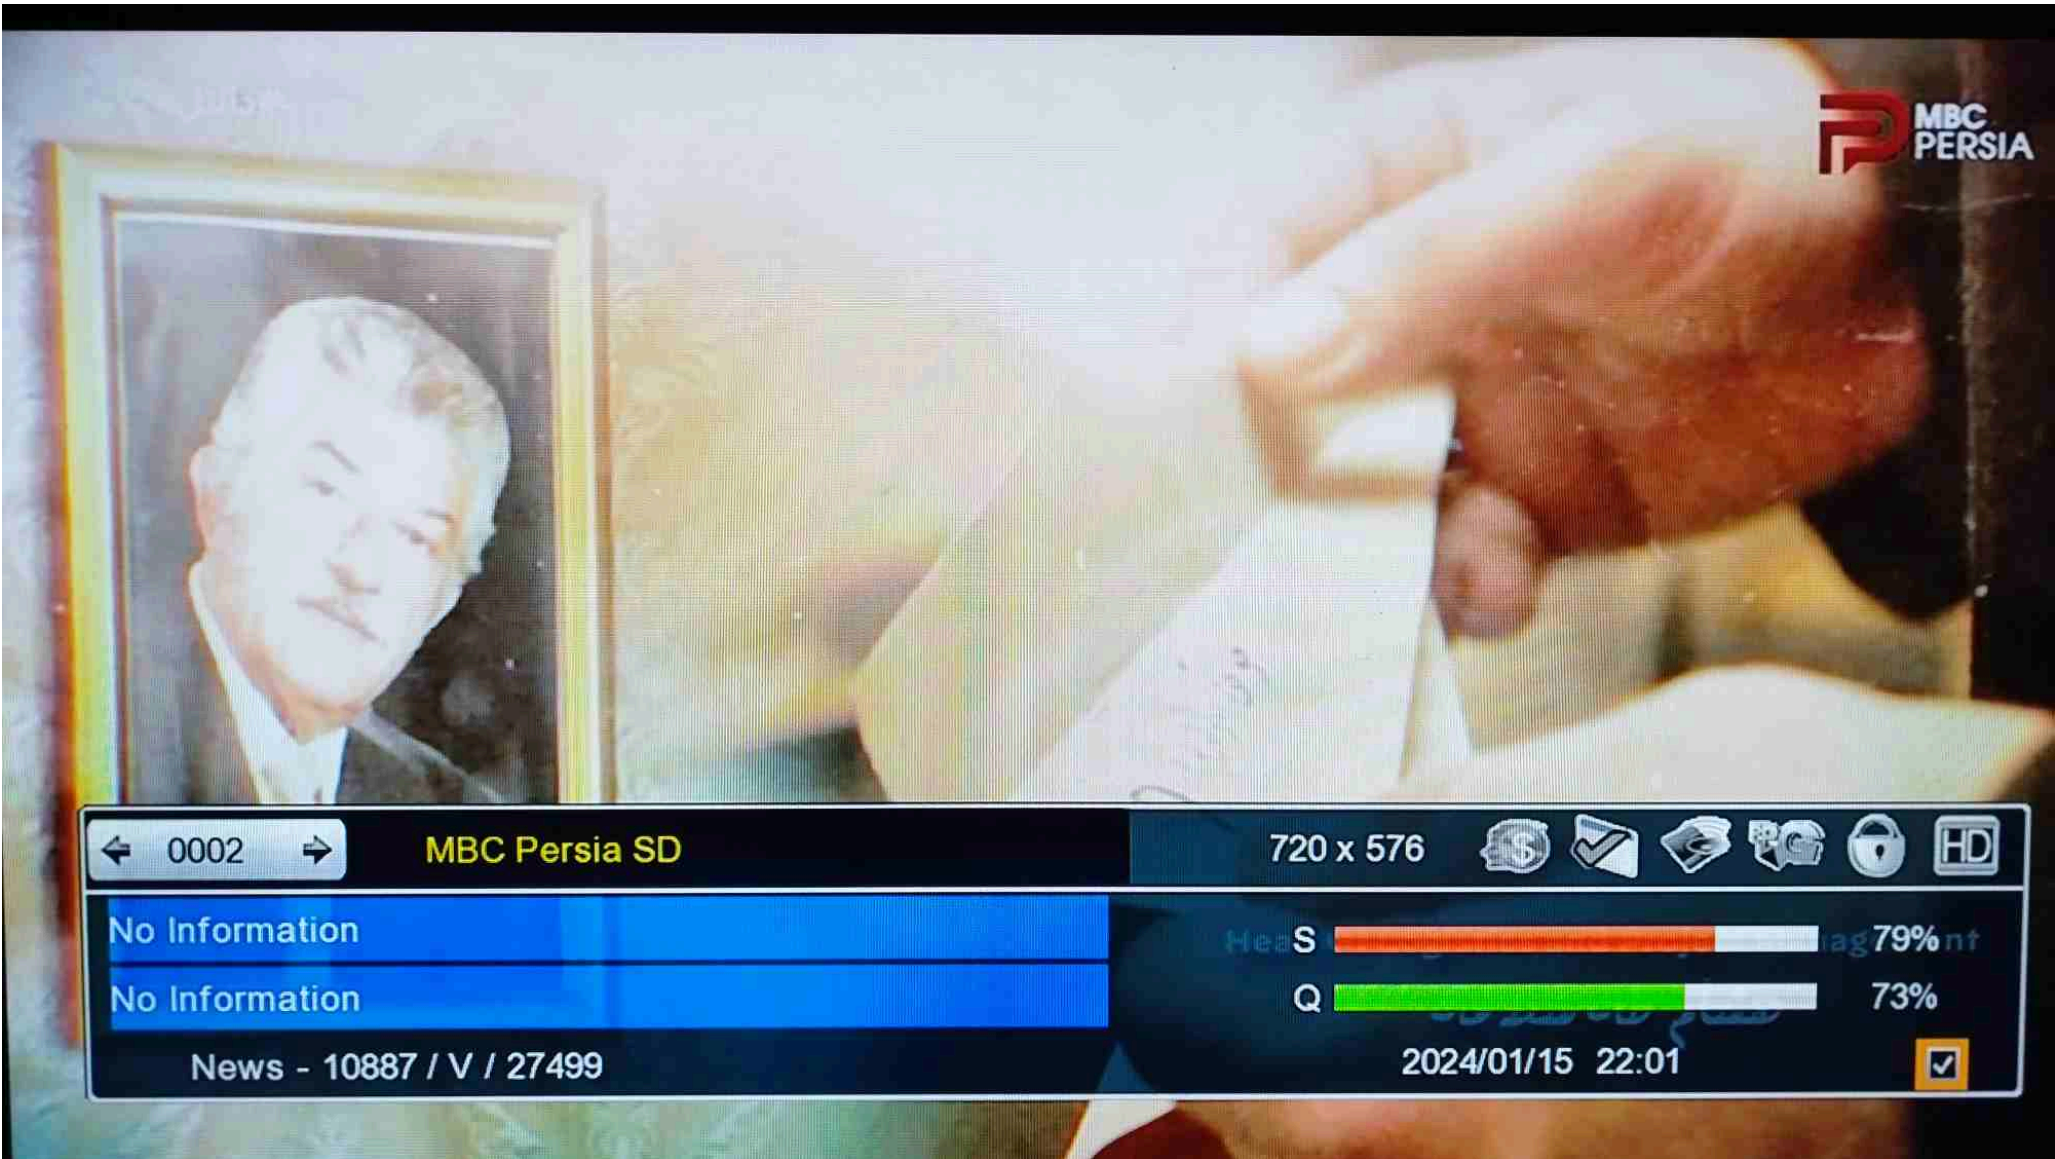 MBC
PERSIA
0002
MBC Persia SD
720 x 576
HD
No Information
S 79%
No Information
Q 73%
News - 10887 / V / 27499
2024/01/15 22:01